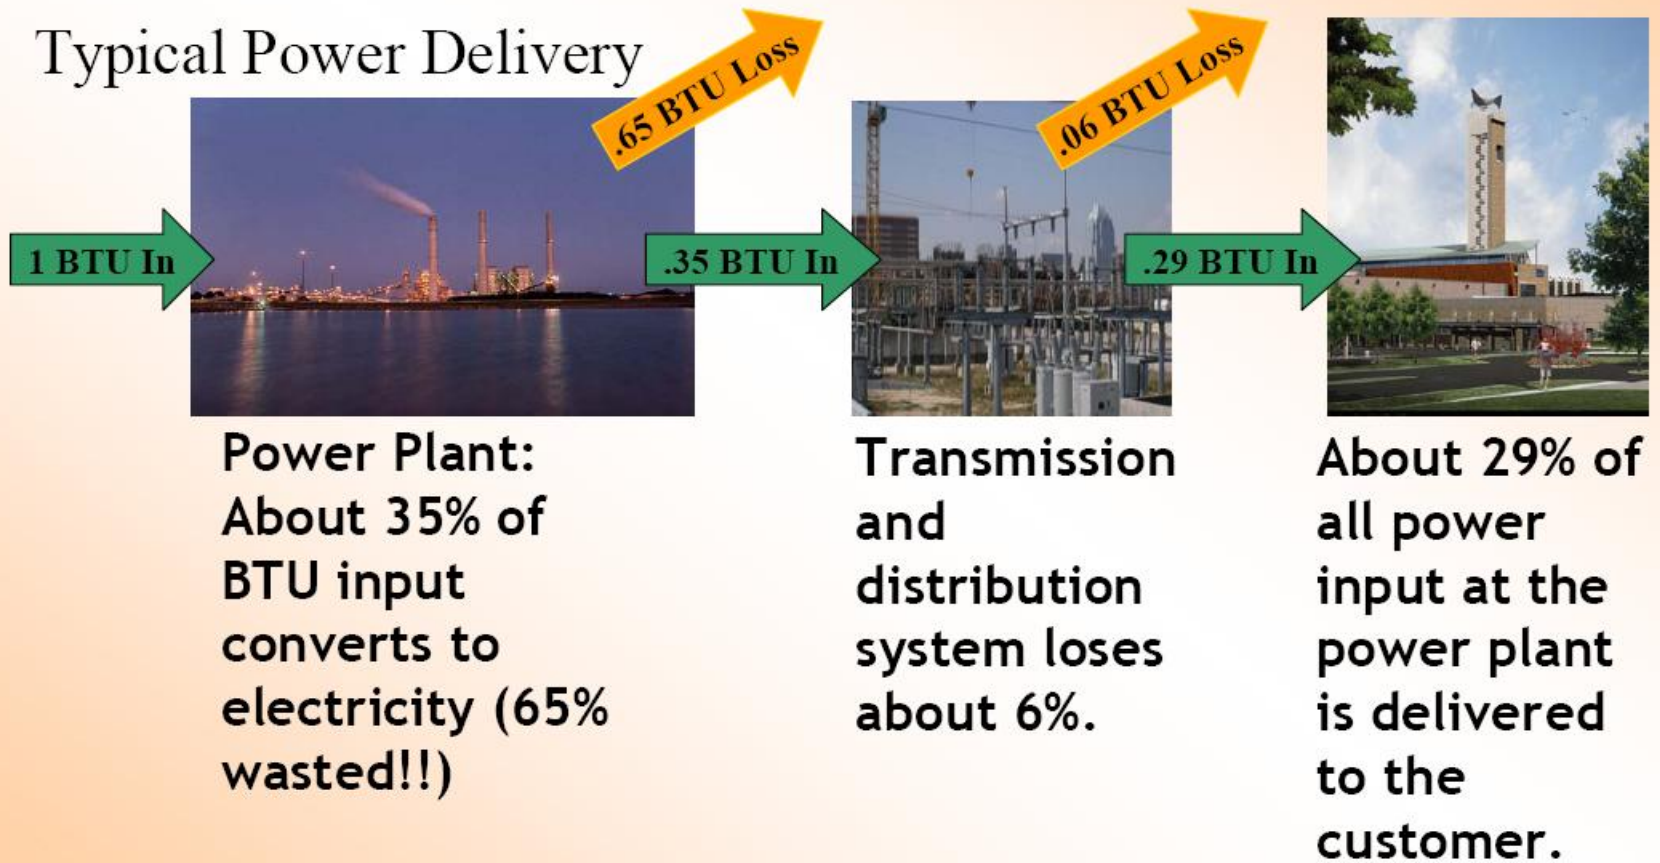 Typical Power Delivery
.65 BTU Loss
.06 BTU Loss
1 BTU In
.35 BTU In
.29 BTU In
Power Plant:
About 35% of
BTU input
converts to
electricity (65%
wasted!!)
Transmission
and
distribution
system loses
about 6%.
About 29% of
all power
input at the
power plant
is delivered
to the
customer.